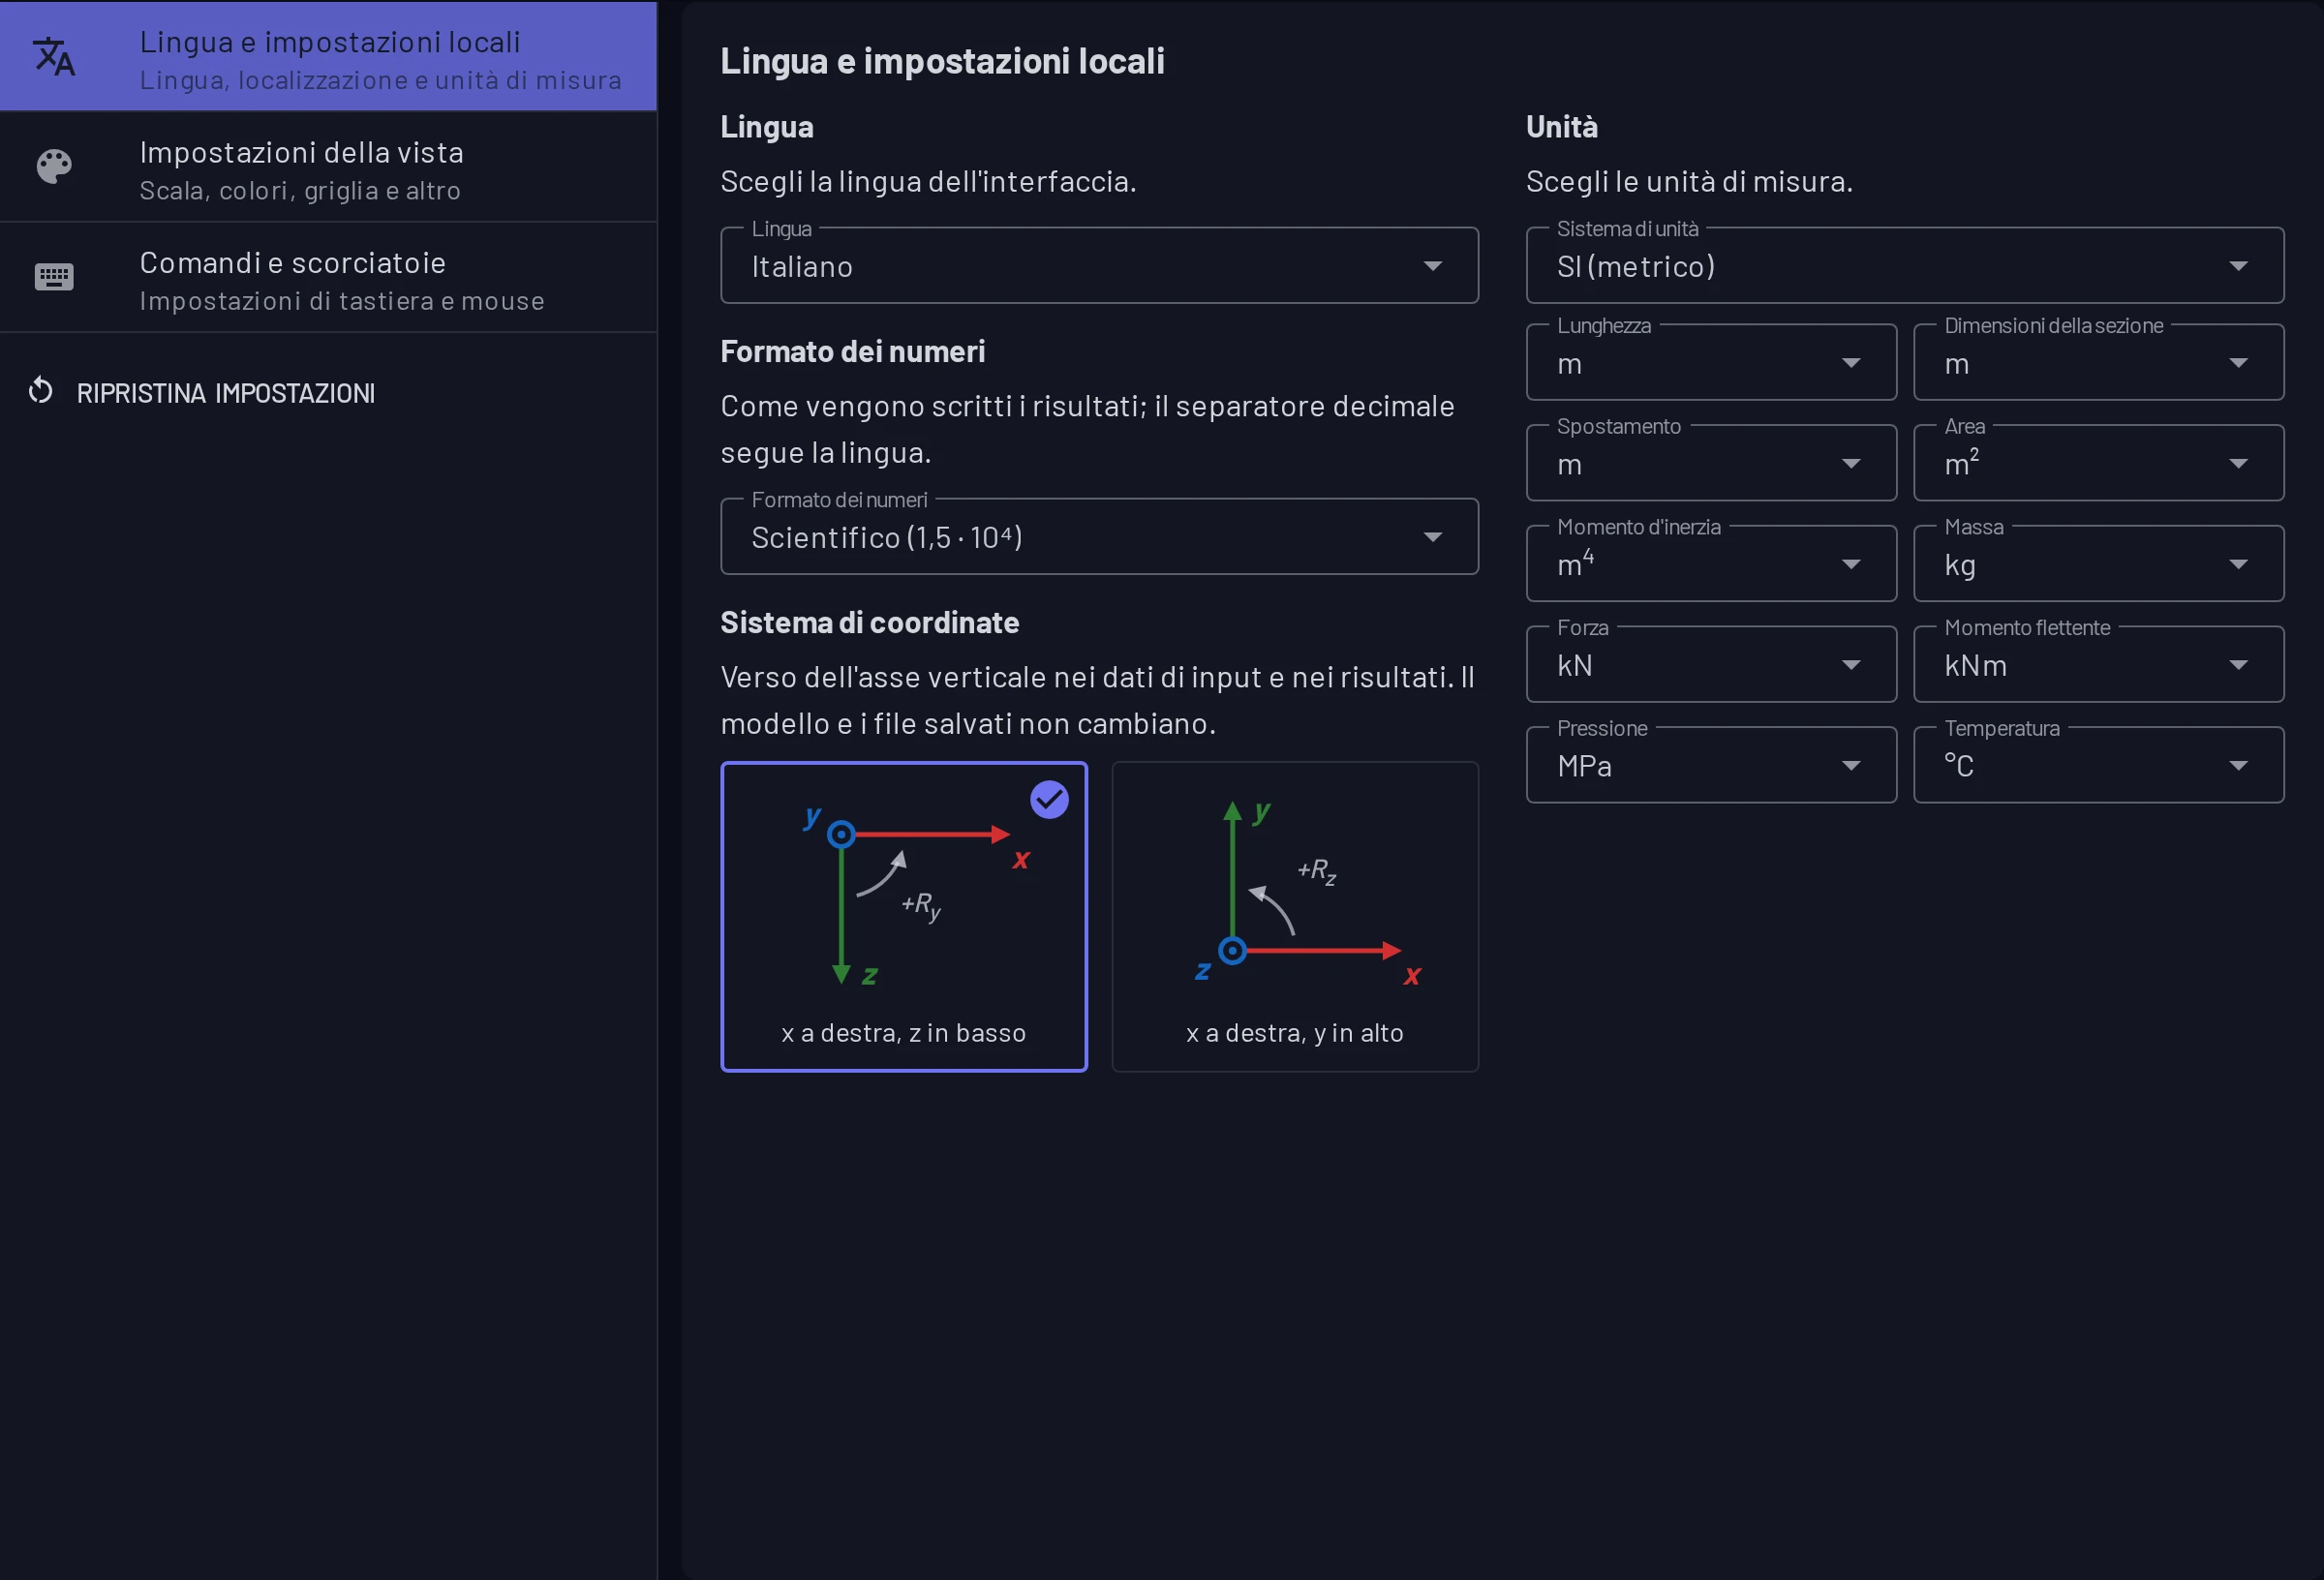 Lingua e impostazioni locali
Lingua, localizzazione e unità di misura
Impostazioni della vista
Scala, colori, griglia e altro
Comandi e scorciatoie
Impostazioni di tastiera e mouse
RIPRISTINA IMPOSTAZIONI
Lingua e impostazioni locali
Lingua
Scegli la lingua dell'interfaccia.
Lingua
Italiano
Formato dei numeri
Come vengono scritti i risultati; il separatore decimale
segue la lingua.
Formato dei numeri
Scientifico (1,5 · 10⁴)
Sistema di coordinate
Verso dell'asse verticale nei dati di input e nei risultati. Il
modello e i file salvati non cambiano.
y
x
+Ry
z
x a destra, z in basso
y
+Rz
z
x
x a destra, y in alto
Unità
Scegli le unità di misura.
Sistema di unità
SI (metrico)
Lunghezza
m
Dimensioni della sezione
m
Spostamento
m
Area
m²
Momento d'inerzia
m⁴
Massa
kg
Forza
kN
Momento flettente
kNm
Pressione
MPa
Temperatura
°C